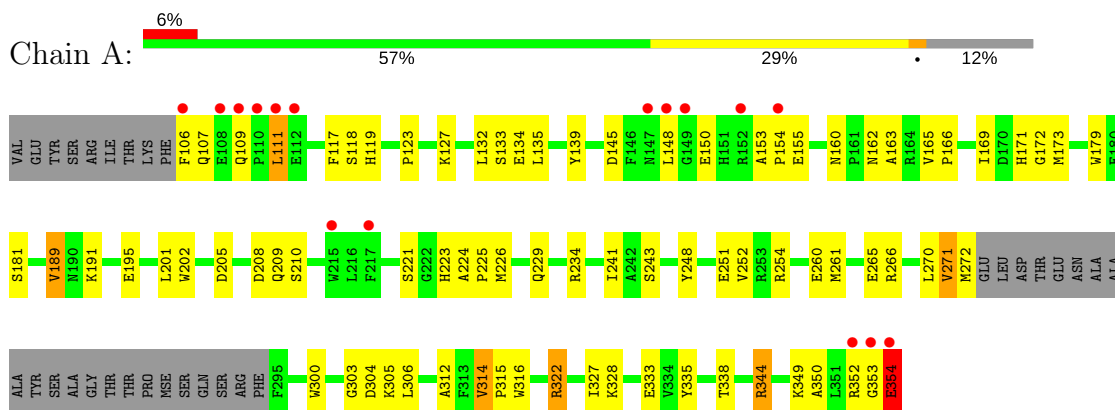 6%
Chain A:
57% 29% • 12%
VAL GLU TYR SER ARG ILE THR LYS PHE F106 Q107 E108 Q109 P110 L111 E112 F117 S118 H119 P123 K127 L132 S133 E134 L135 Y139 D145 F146 N147 L148 G149 E150 H151 R152 A153 P154 E155 N160 P161 N162 A163 R164 V165 P166 I169 D170 H171 G172 M173 W179
S181 V189 N190 K191 E195 L201 W202 D205 D208 Q209 S210 W215 L216 F217 S221 G222 H223 A224 P225 M226 Q229 R234 I241 A242 S243 Y248 E251 V252 R253 R254 E260 M261 E265 R266 L270 V271 M272 GLU LEU ASP THR GLU ASN ALA ALA
ALA TYR SER ALA GLY THR THR PRO MSE SER GLN SER ARG PHE F295 W300 G303 D304 K305 L306 A312 F313 V314 P315 W316 R322 I327 K328 E333 V334 Y335 T338 R344 K349 A350 L351 R352 G353 E354